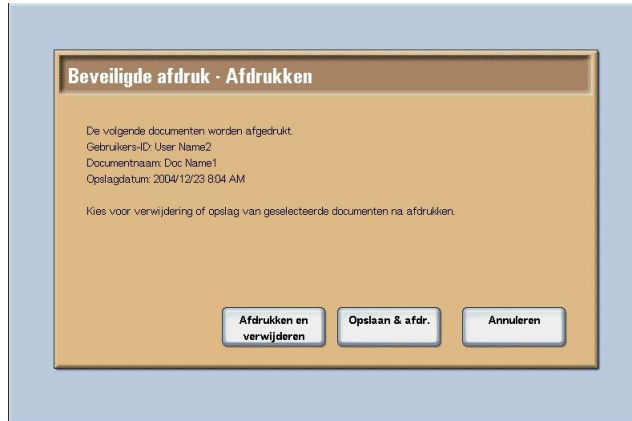 Beveiligde afdruk - Afdrukken
De volgende documenten worden afgedrukt.
Gebruikers-ID: User Name2
Documentnaam: Doc Name1
Opslagdatum: 2004/12/23 8:04 AM
Kies voor verwijdering of opslag van geselecteerde documenten na afdrukken.
Afdrukken en
verwijderen
Opslaan & afdr.
Annuleren